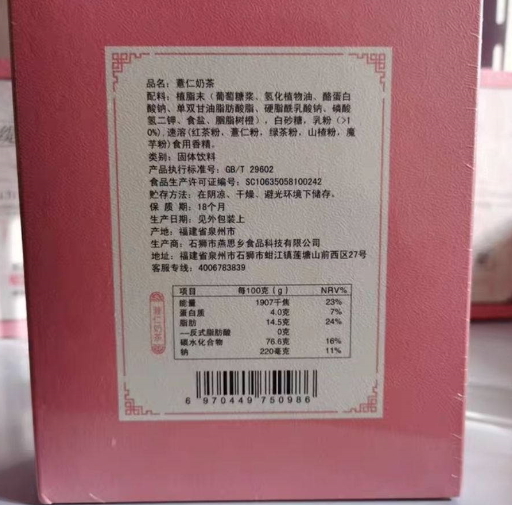 品名: 薏仁奶茶
配料: 植脂末(葡萄糖浆、氢化植物油、酪蛋白
酸钠、单双甘油脂肪酸脂、硬脂酰乳酸钠、磷酸
氢二钾、食盐、胭脂树橙),白砂糖,乳粉(>1
0%),速溶(红茶粉,薏仁粉,绿茶粉,山楂粉,魔
芋粉)食用香精。
类别: 固体饮料
产品执行标准号: GB/T 29602
食品生产许可证编号: SC10635058100242
贮存方法: 在阴凉、干燥、避光环境下储存。
保 质 期: 18个月
生产日期: 见外包装上
产地: 福建省泉州市
生产商: 石狮市燕思乡食品科技有限公司
地址: 福建省泉州市石狮市蚶江镇莲塘山前西区27号
客服专线: 4006783839
项目 每100克(g) NRV%
能量 1907千焦 23%
蛋白质 4.0克 7%
脂肪 14.5克 24%
—反式脂肪酸 0克
碳水化合物 76.6克 16%
钠 220毫克 11%
薏仁奶茶
6 970449 750986